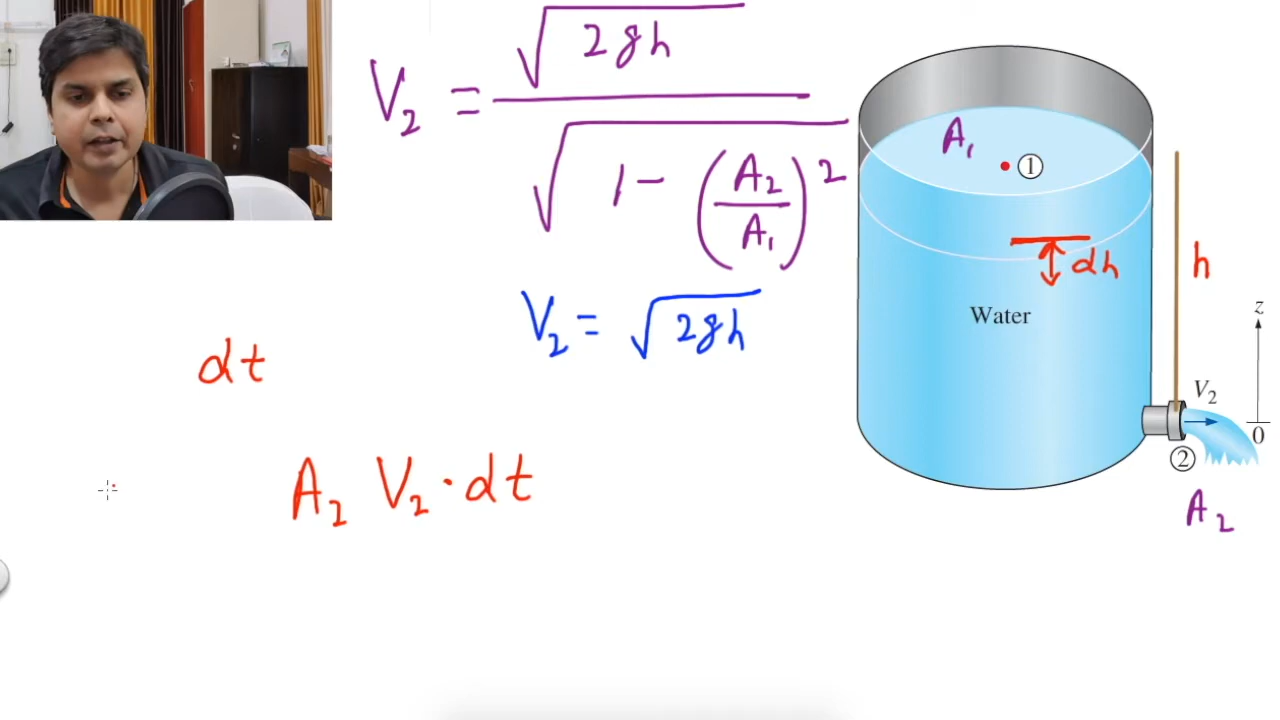 V₂ = √2gh / √1 - (A₂/A₁)²
V₂ = √2gh
dt
A₂ V₂ · dt
A₁
①
dh
h
Water
z
V₂
0
②
A₂